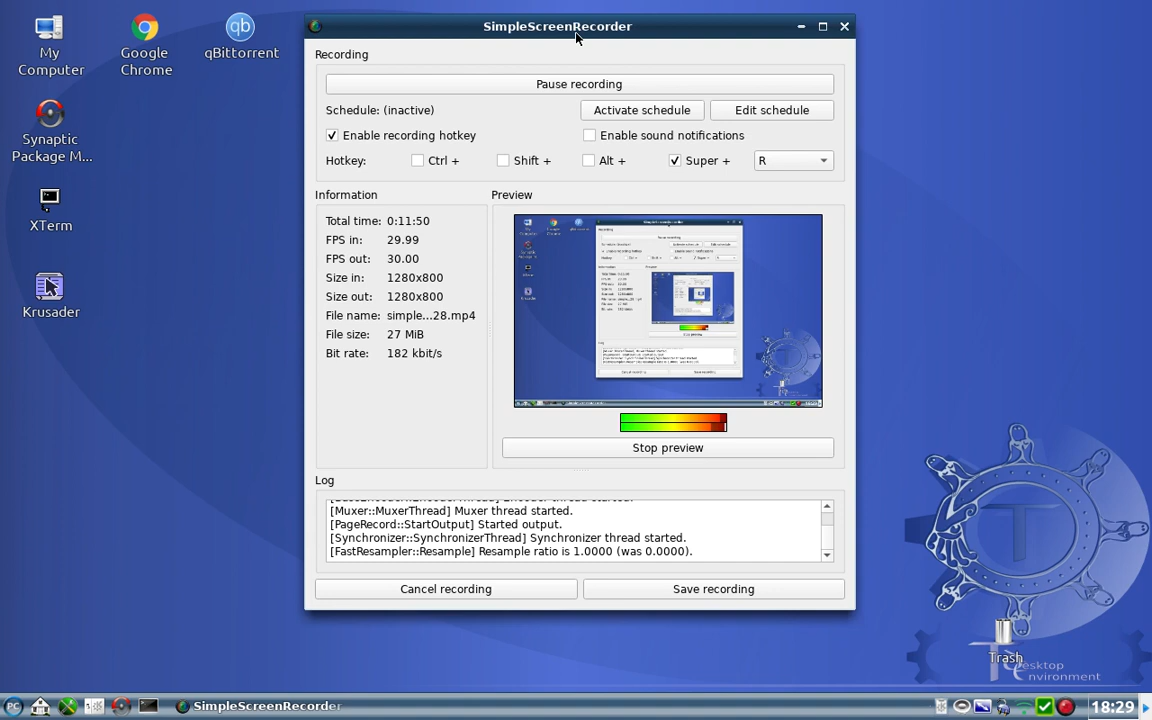 My
Computer
Google
Chrome
qBittorrent
Synaptic
Package M...
XTerm
Krusader
SimpleScreenRecorder
Recording
Pause recording
Schedule: (inactive)
Activate schedule
Edit schedule
Enable recording hotkey
Enable sound notifications
Hotkey:
Ctrl +
Shift +
Alt +
Super +
R
Information
Total time: 0:11:50
FPS in: 29.99
FPS out: 30.00
Size in: 1280x800
Size out: 1280x800
File name: simple...28.mp4
File size: 27 MiB
Bit rate: 182 kbit/s
Preview
Stop preview
Log
[Muxer::MuxerThread] Muxer thread started.
[PageRecord::StartOutput] Started output.
[Synchronizer::SynchronizerThread] Synchronizer thread started.
[FastResampler::Resample] Resample ratio is 1.0000 (was 0.0000).
Cancel recording
Save recording
Trash
esktop
nvironment
PC
SimpleScreenRecorder
18:29